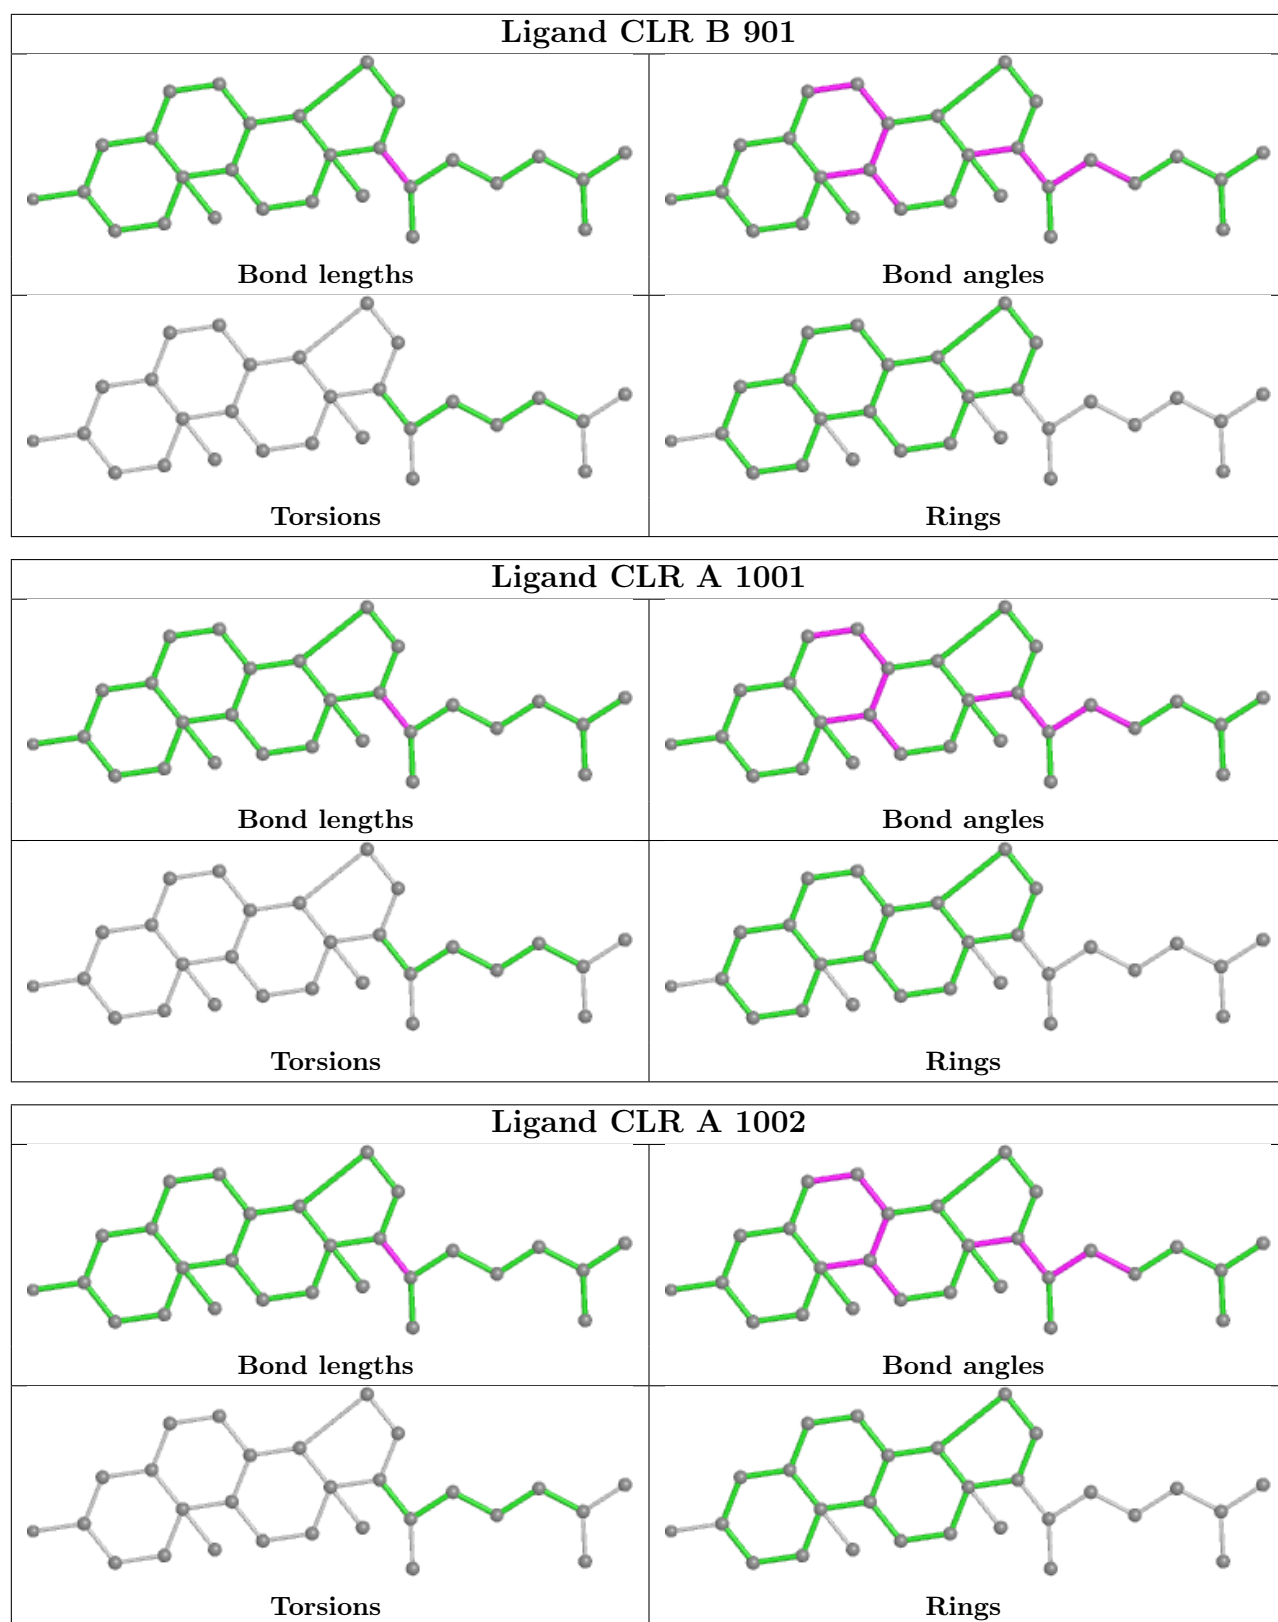 Ligand CLR B 901
Bond lengths
Bond angles
Torsions
Rings
Ligand CLR A 1001
Bond lengths
Bond angles
Torsions
Rings
Ligand CLR A 1002
Bond lengths
Bond angles
Torsions
Rings